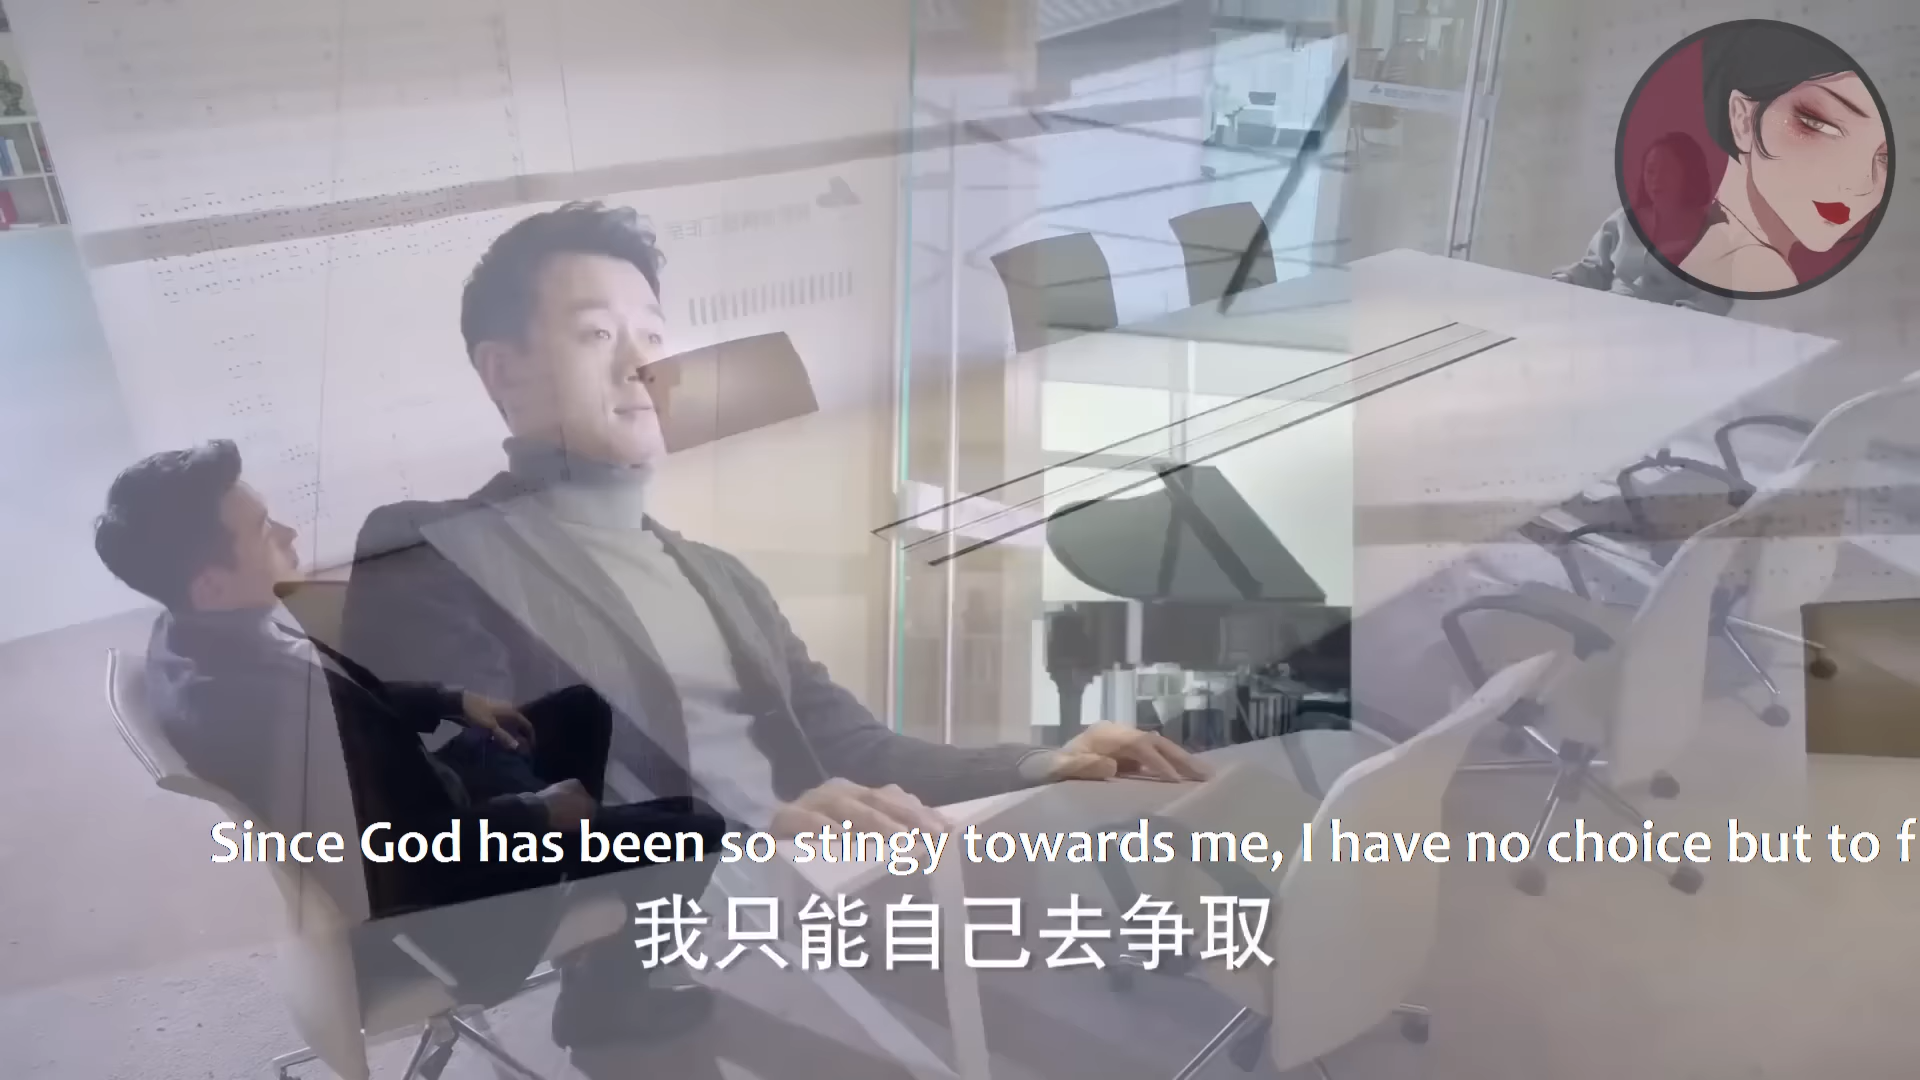 Since God has been so stingy towards me, I have no choice but to f
我只能自己去争取